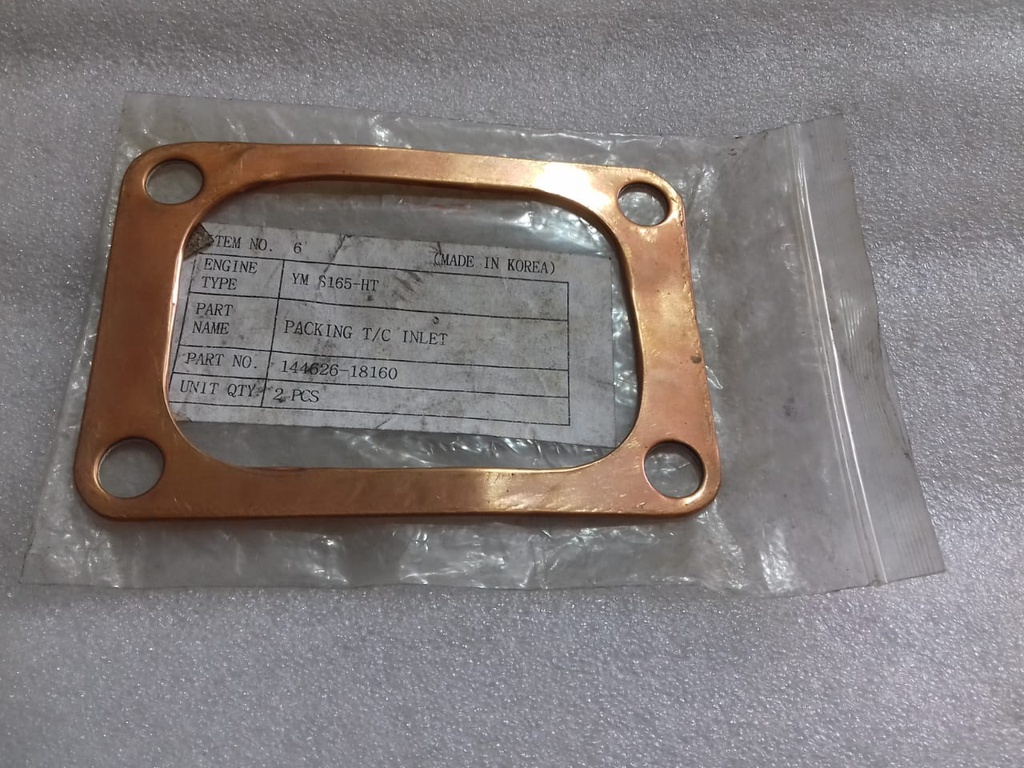 ITEM NO. 6 (MADE IN KOREA)
ENGINE TYPE YM S165-HT
PART NAME PACKING T/C INLET
PART NO. 144626-18160
UNIT QTY 2 PCS